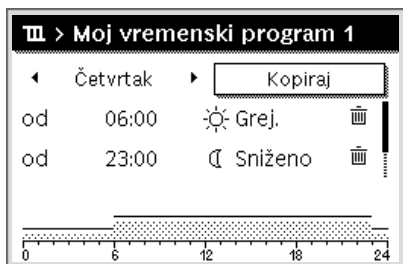 > Moj vremenski program 1
Četvrtak Kopiraj
od 06:00 Grej.
od 23:00 Sniženo
0 6 12 18 24